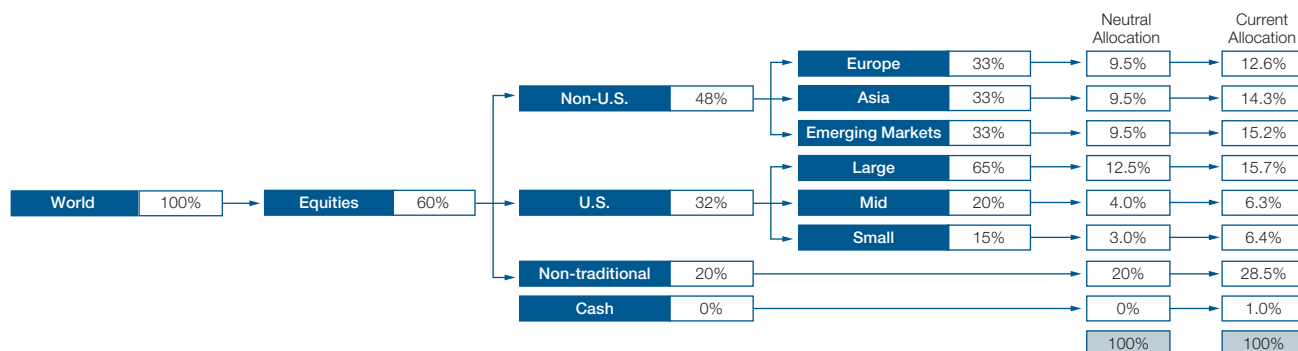 Neutral Allocation
Current Allocation
Europe 33% 9.5% 12.6%
Non-U.S. 48% Asia 33% 9.5% 14.3%
Emerging Markets 33% 9.5% 15.2%
Large 65% 12.5% 15.7%
World 100% Equities 60% U.S. 32% Mid 20% 4.0% 6.3%
Small 15% 3.0% 6.4%
Non-traditional 20% 20% 28.5%
Cash 0% 0% 1.0%
100% 100%